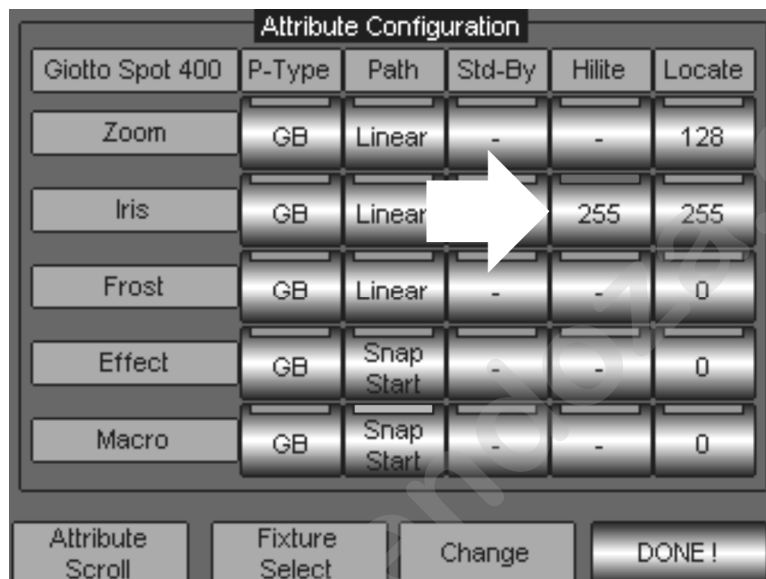 Attribute Configuration
Giotto Spot 400 P-Type Path Std-By Hilite Locate
Zoom GB Linear - - 128
Iris GB Linear 255 255
Frost GB Linear - - 0
Effect GB Snap Start - - 0
Macro GB Snap Start - - 0
Attribute Scroll Fixture Select Change DONE !